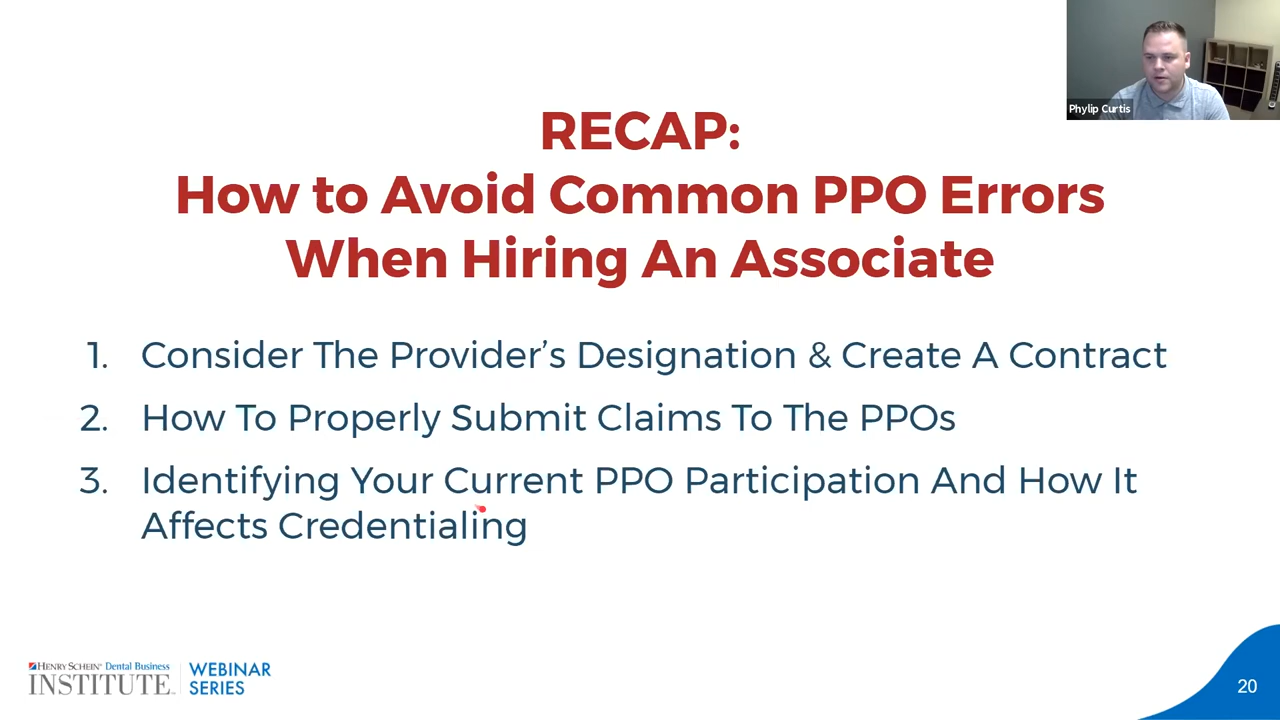 Phylip Curtis
RECAP:
How to Avoid Common PPO Errors
When Hiring An Associate
1. Consider The Provider’s Designation & Create A Contract
2. How To Properly Submit Claims To The PPOs
3. Identifying Your Current PPO Participation And How It
Affects Credentialing
HENRY SCHEIN® Dental Business
INSTITUTE™
WEBINAR
SERIES
20